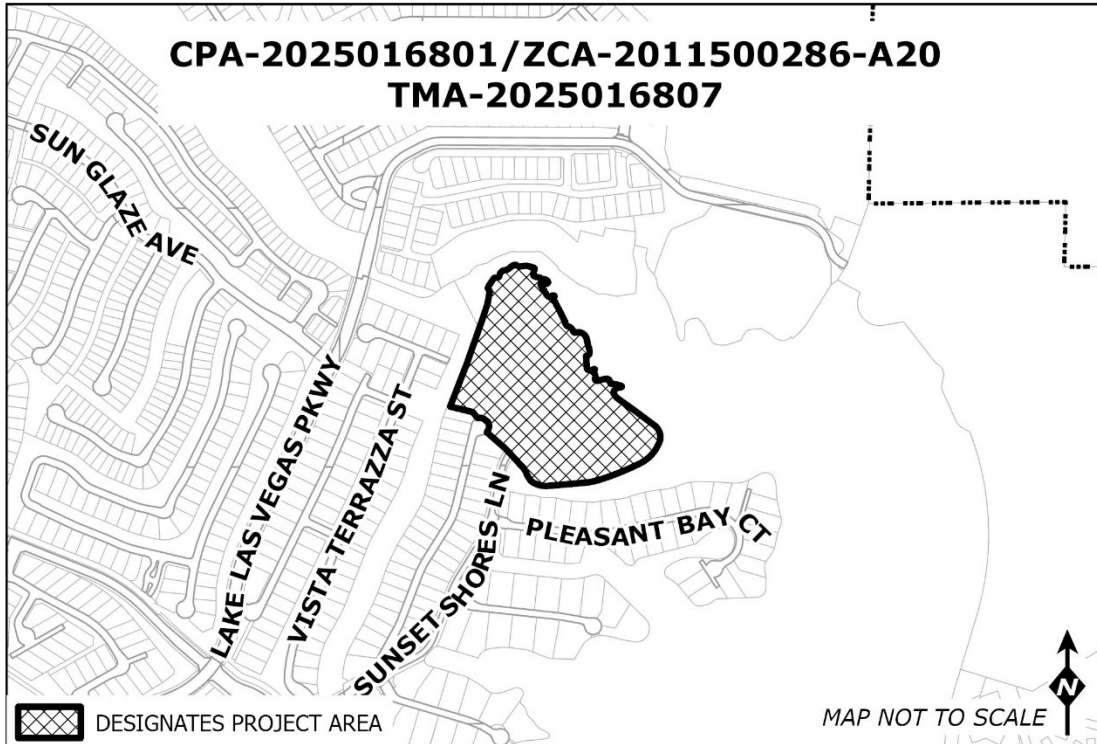 CPA-2025016801/ZCA-2011500286-A20
TMA-2025016807
SUN GLAZE AVE
LAKE LAS VEGAS PKWY
VISTA TERRAZZA ST
SUNSET SHORES LN
PLEASANT BAY CT
DESIGNATES PROJECT AREA
MAP NOT TO SCALE
N